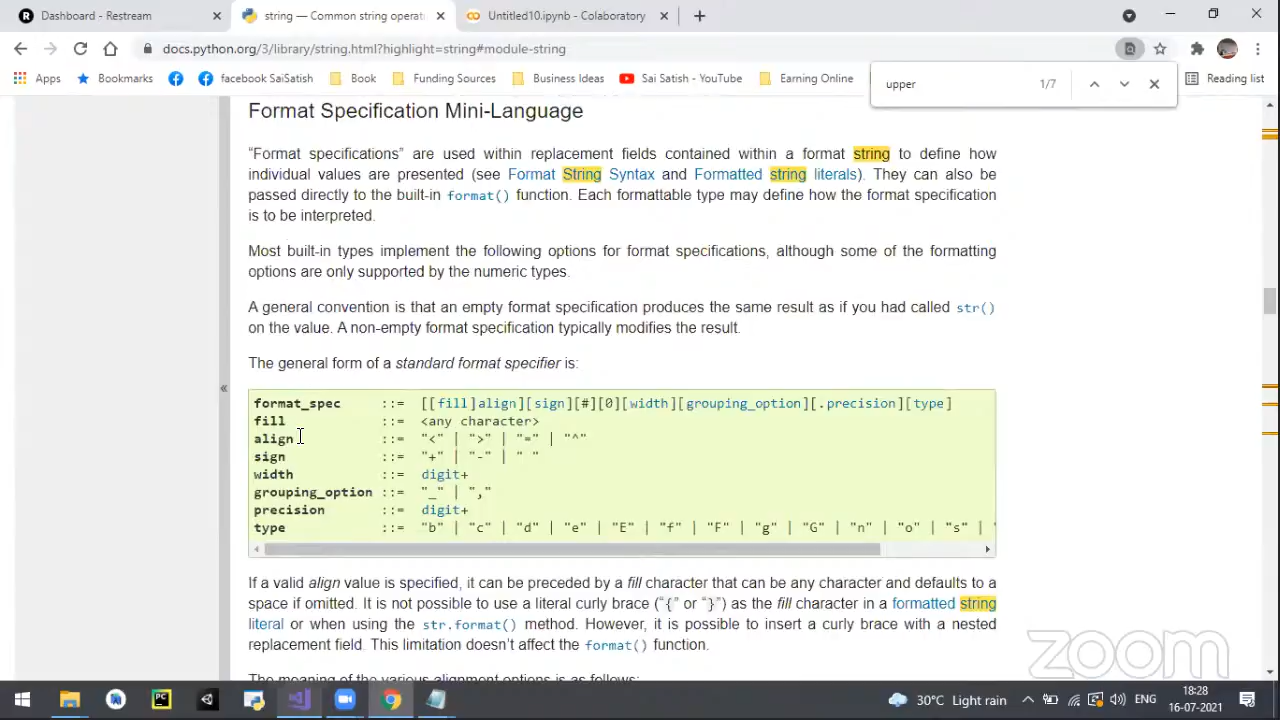 Dashboard - Restream
string — Common string operat
Untitled10.ipynb - Colaboratory
docs.python.org/3/library/string.html?highlight=string#module-string
Apps Bookmarks facebook SaiSatish Book Funding Sources Business Ideas Sai Satish - YouTube Earning Online Reading list
upper 1/7
Format Specification Mini-Language
“Format specifications” are used within replacement fields contained within a format string to define how
individual values are presented (see Format String Syntax and Formatted string literals). They can also be
passed directly to the built-in format() function. Each formattable type may define how the format specification
is to be interpreted.
Most built-in types implement the following options for format specifications, although some of the formatting
options are only supported by the numeric types.
A general convention is that an empty format specification produces the same result as if you had called str()
on the value. A non-empty format specification typically modifies the result.
The general form of a standard format specifier is:
format_spec ::= [[fill]align][sign][#][0][width][grouping_option][.precision][type]
fill ::= <any character>
align ::= "<" | ">" | "=" | "^"
sign ::= "+" | "-" | " "
width ::= digit+
grouping_option ::= "_" | ","
precision ::= digit+
type ::= "b" | "c" | "d" | "e" | "E" | "f" | "F" | "g" | "G" | "n" | "o" | "s" | "
If a valid align value is specified, it can be preceded by a fill character that can be any character and defaults to a
space if omitted. It is not possible to use a literal curly brace (“{” or “}”) as the fill character in a formatted string
literal or when using the str.format() method. However, it is possible to insert a curly brace with a nested
replacement field. This limitation doesn’t affect the format() function.
The meaning of the various alignment options is as follows:
zoom
PC
30°C Light rain
ENG
18:28
16-07-2021